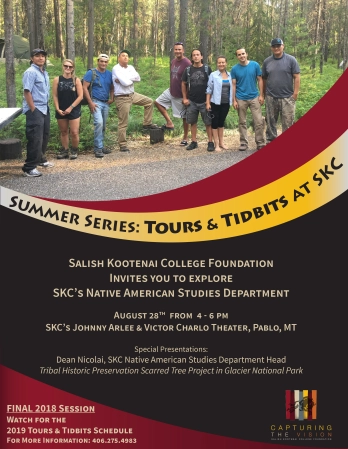 Summer Series: Tours & Tidbits at SKC
Salish Kootenai College Foundation
Invites you to explore
SKC's Native American Studies Department
August 28TH from 4 - 6 pm
SKC's Johnny Arlee & Victor Charlo Theater, Pablo, MT
Special Presentations:
Dean Nicolai, SKC Native American Studies Department Head
Tribal Historic Preservation Scarred Tree Project in Glacier National Park
Final 2018 Session
Watch for the
2019 Tours & Tidbits Schedule
For More Information: 406.275.4983
CAPTURING
THE VISION